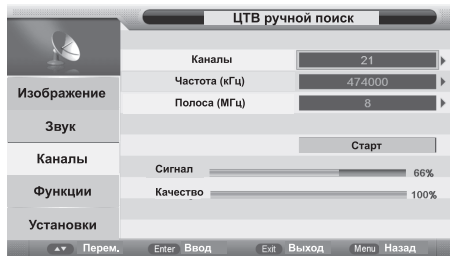 ЦТВ ручной поиск
Изображение
Звук
Каналы
Функции
Установки
Каналы 21
Частота (кГц) 474000
Полоса (МГц) 8
Старт
Сигнал 66%
Качество 100%
Перем. Enter Ввод Exit Выход Menu Назад